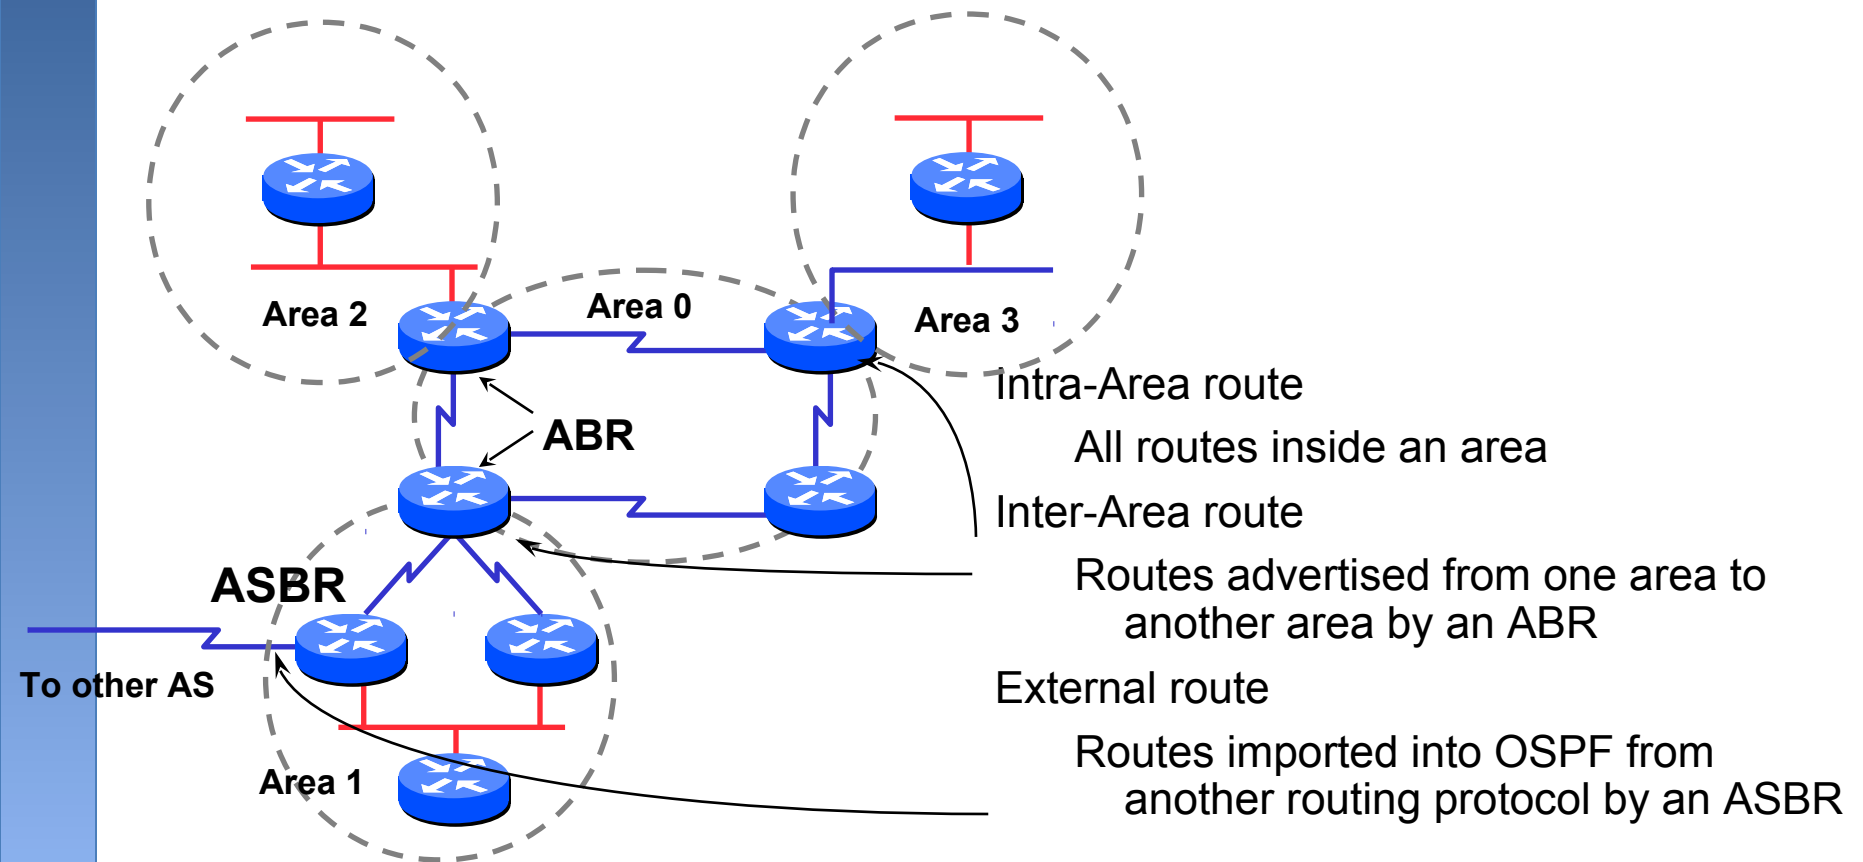 Area 2
Area 0
Area 3
ABR
ASBR
To other AS
Area 1
Intra-Area route
All routes inside an area
Inter-Area route
Routes advertised from one area to
another area by an ABR
External route
Routes imported into OSPF from
another routing protocol by an ASBR